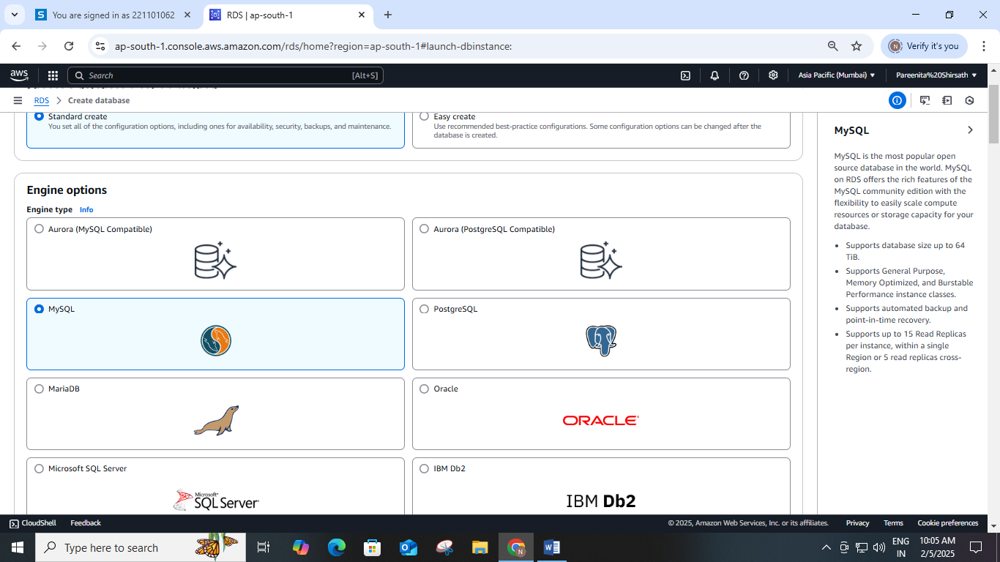 You are signed in as 221101062
RDS | ap-south-1
ap-south-1.console.aws.amazon.com/rds/home?region=ap-south-1#launch-dbinstance:
N
Verify it's you
aws
Search
[Alt+S]
Asia Pacific (Mumbai)
Pareenita%20Shirsath
RDS
Create database
Standard create
You set all of the configuration options, including ones for availability, security, backups, and maintenance.
Easy create
Use recommended best-practice configurations. Some configuration options can be changed after the
database is created.
Engine options
Engine type Info
Aurora (MySQL Compatible)
Aurora (PostgreSQL Compatible)
MySQL
PostgreSQL
MariaDB
Oracle
ORACLE
Microsoft SQL Server
Microsoft
SQL Server
IBM Db2
IBM Db2
MySQL
MySQL is the most popular open
source database in the world. MySQL
on RDS offers the rich features of the
MySQL community edition with the
flexibility to easily scale compute
resources or storage capacity for your
database.
Supports database size up to 64
TiB.
Supports General Purpose,
Memory Optimized, and Burstable
Performance instance classes.
Supports automated backup and
point-in-time recovery.
Supports up to 15 Read Replicas
per instance, within a single
Region or 5 read replicas cross-
region.
CloudShell
Feedback
© 2025, Amazon Web Services, Inc. or its affiliates.
Privacy
Terms
Cookie preferences
Type here to search
ENG
IN
10:05 AM
2/5/2025